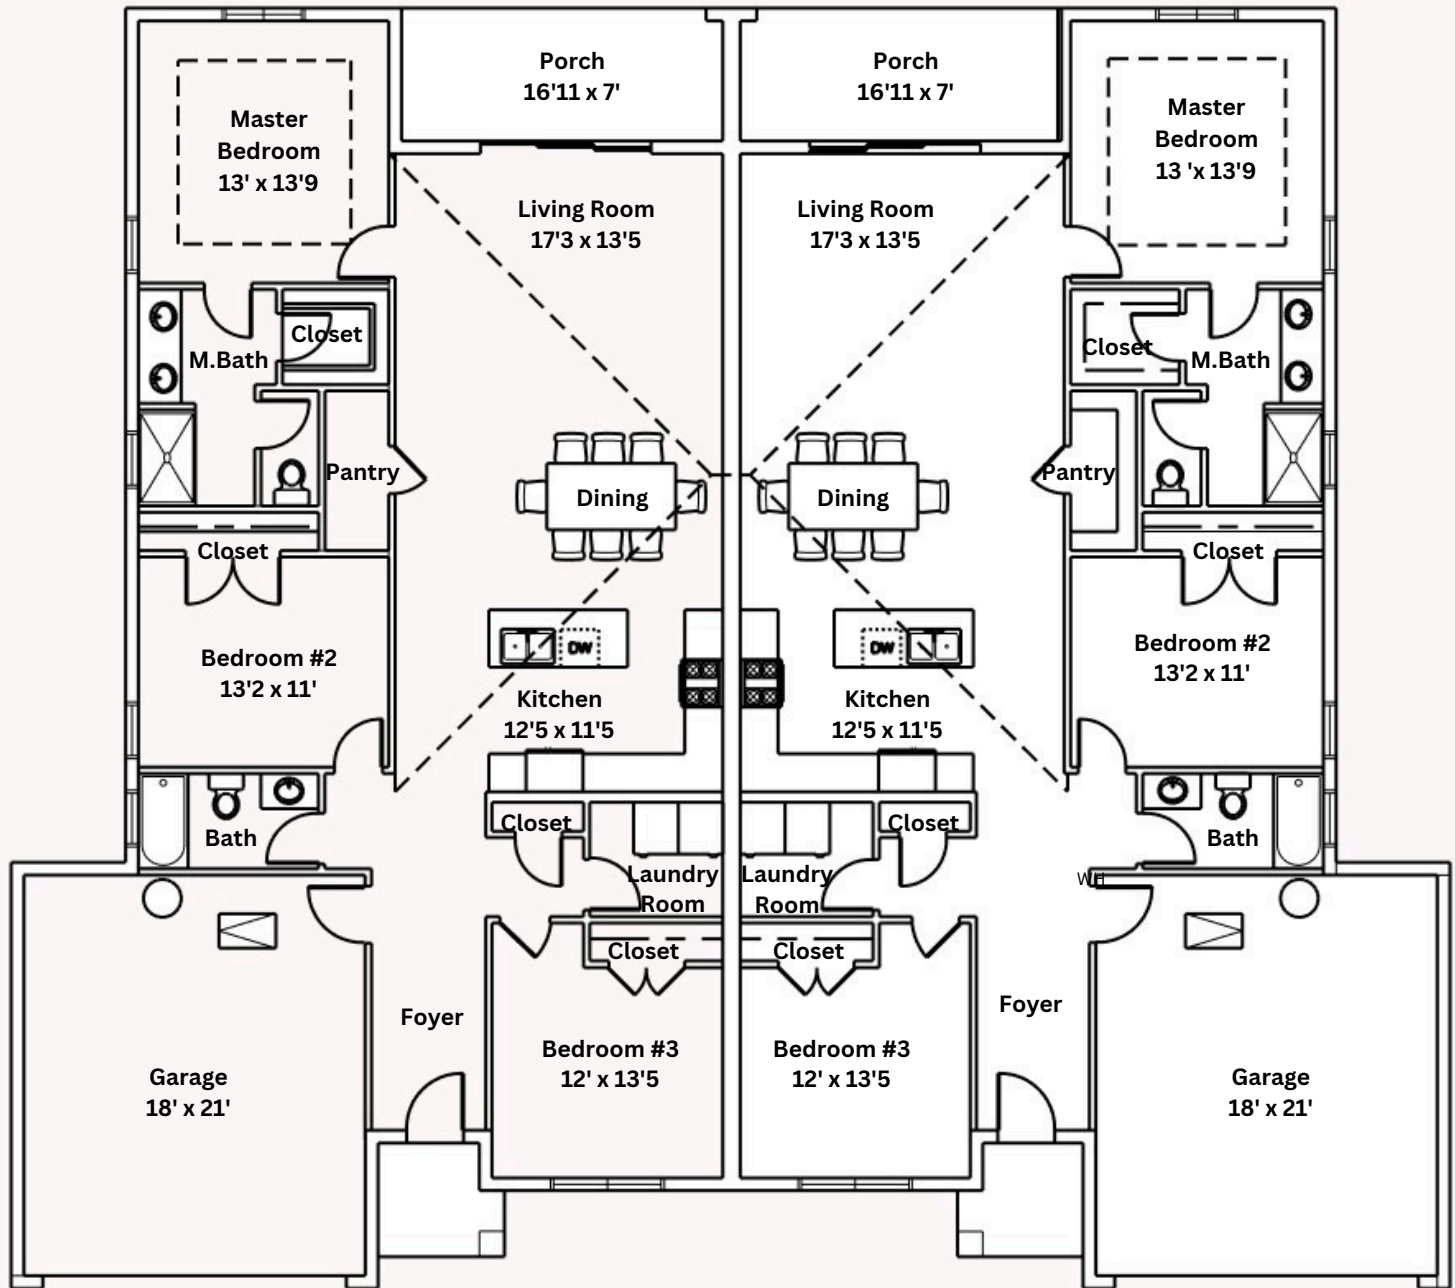 Porch
16'11 x 7'
Porch
16'11 x 7'
Master
Bedroom
13' x 13'9
Master
Bedroom
13 'x 13'9
Living Room
17'3 x 13'5
Living Room
17'3 x 13'5
Closet
M.Bath
Closet
M.Bath
Pantry
Dining
Dining
Pantry
Closet
Closet
Bedroom #2
13'2 x 11'
DW
DW
Bedroom #2
13'2 x 11'
Kitchen
12'5 x 11'5
Kitchen
12'5 x 11'5
Bath
Closet
Closet
Bath
Laundry
Room
Laundry
Room
WH
Closet
Closet
Foyer
Foyer
Bedroom #3
12' x 13'5
Bedroom #3
12' x 13'5
Garage
18' x 21'
Garage
18' x 21'